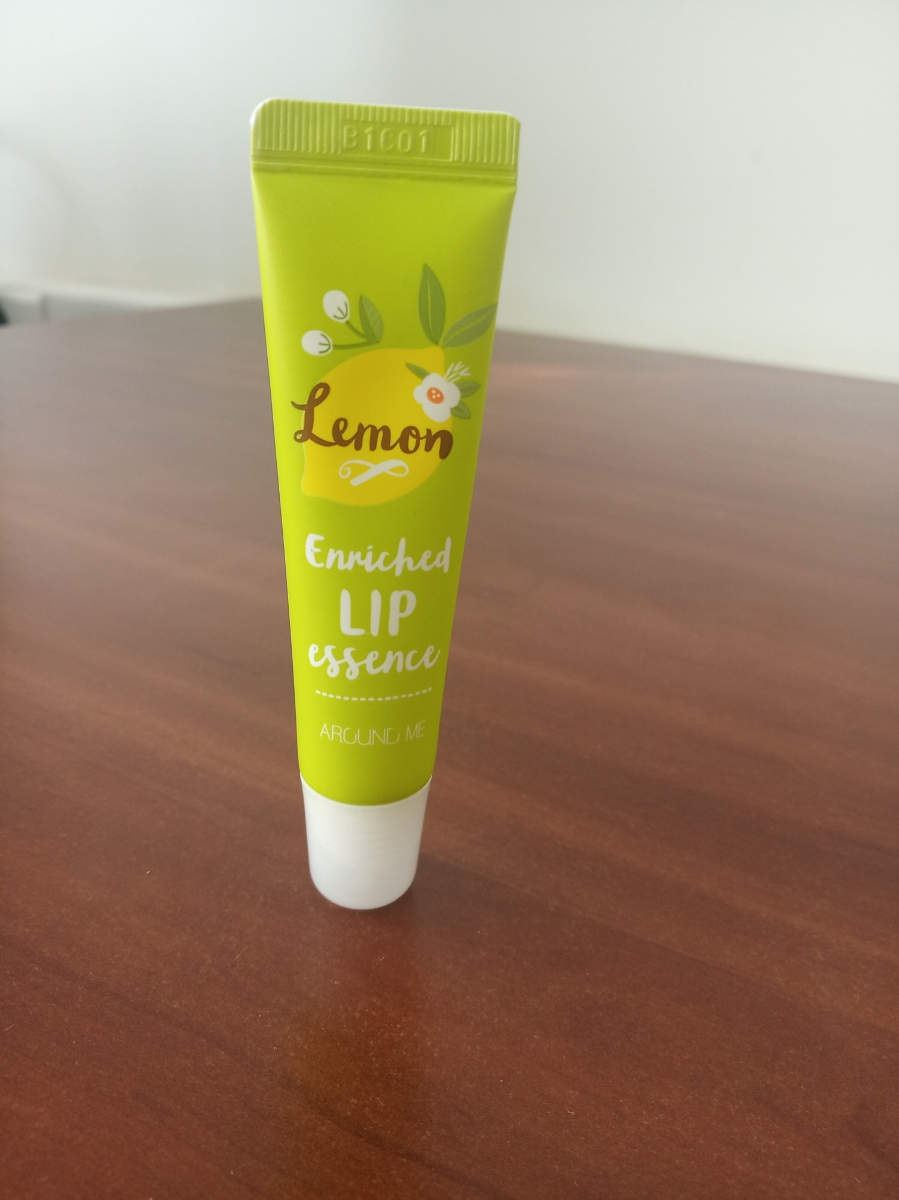 B1C01
Lemon
Enriched
LIP
essence
AROUND ME